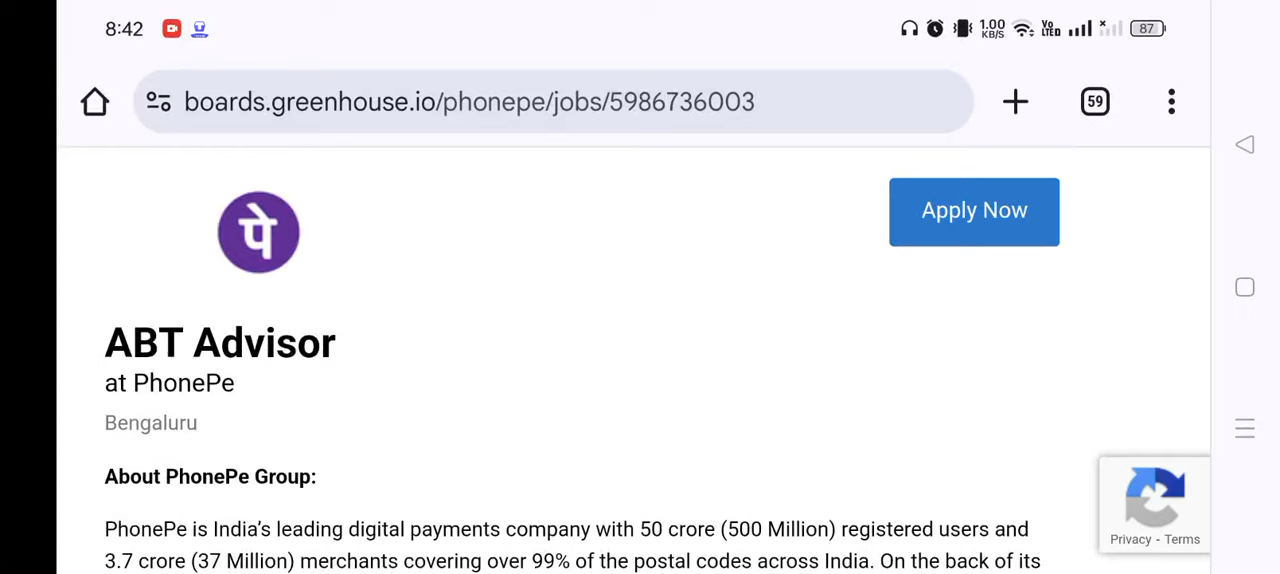 8:42 1.00 KB/S Vo LTED 87
boards.greenhouse.io/phonepe/jobs/5986736003 59
पे
Apply Now
ABT Advisor
at PhonePe
Bengaluru
About PhonePe Group:
PhonePe is India’s leading digital payments company with 50 crore (500 Million) registered users and
3.7 crore (37 Million) merchants covering over 99% of the postal codes across India. On the back of its
Privacy - Terms